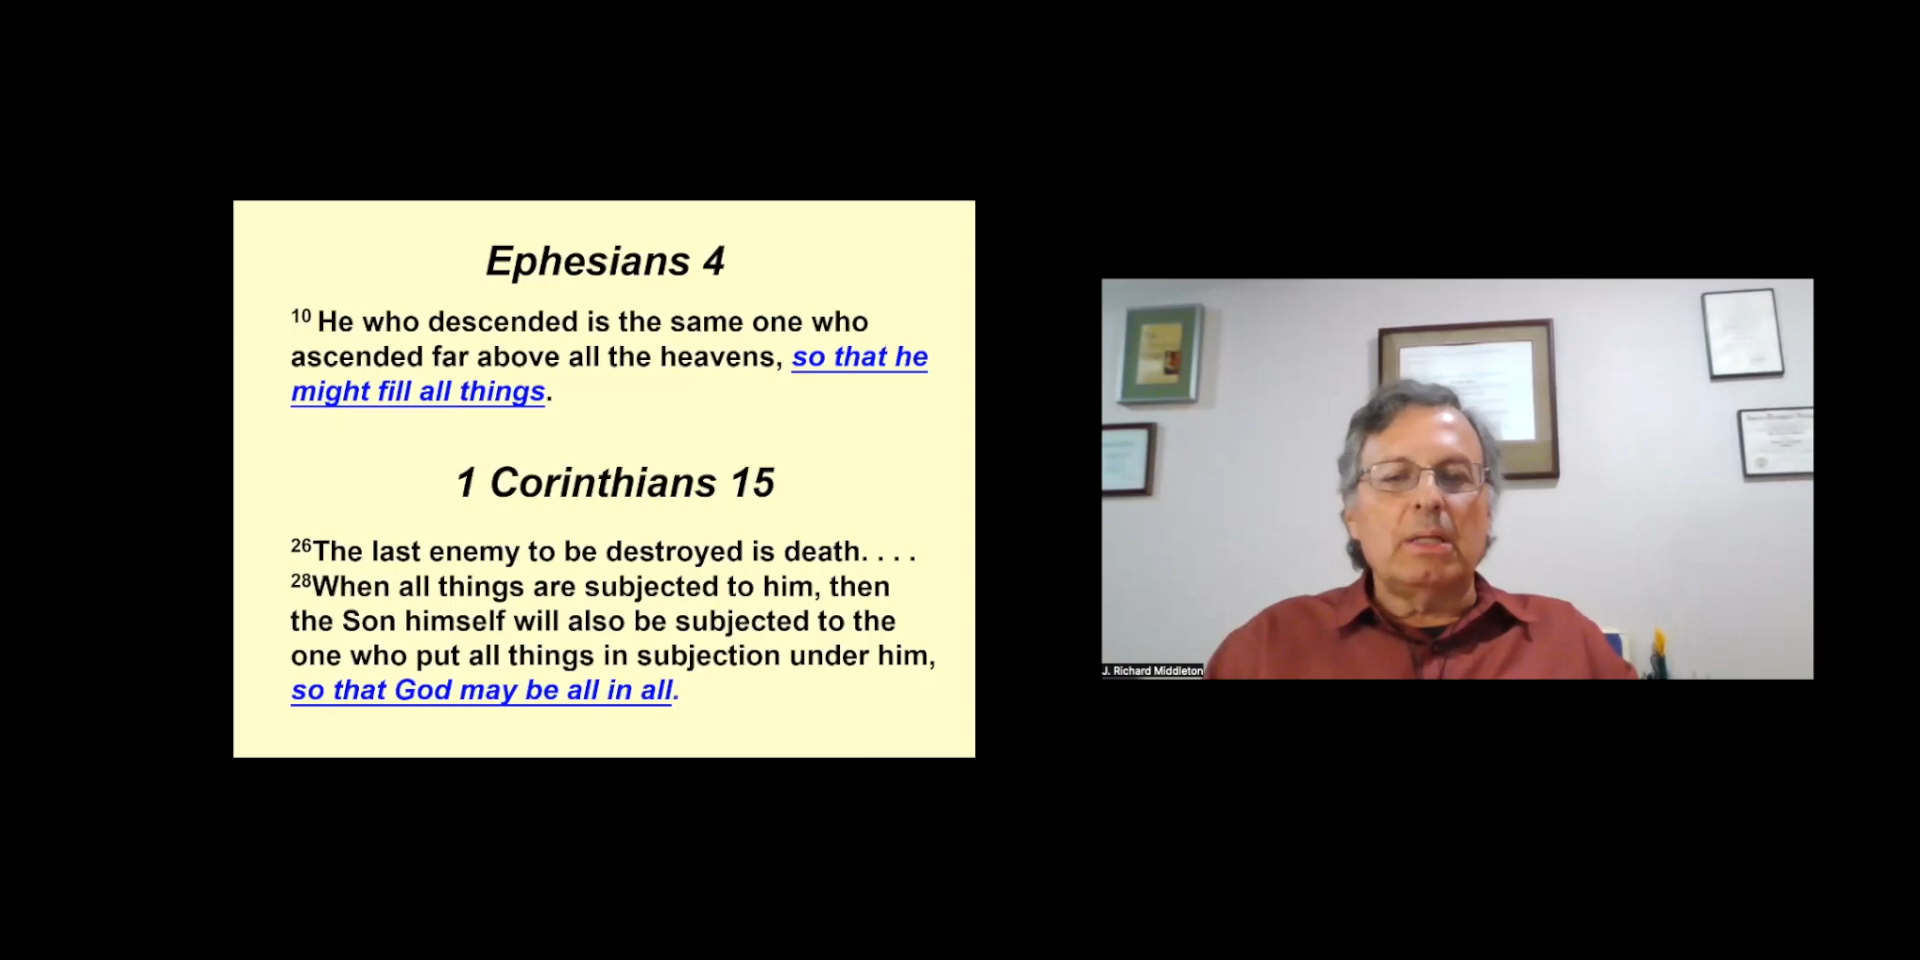 Ephesians 4
10 He who descended is the same one who
ascended far above all the heavens, so that he
might fill all things.
1 Corinthians 15
26The last enemy to be destroyed is death. . . .
28When all things are subjected to him, then
the Son himself will also be subjected to the
one who put all things in subjection under him,
so that God may be all in all.
J. Richard Middleton